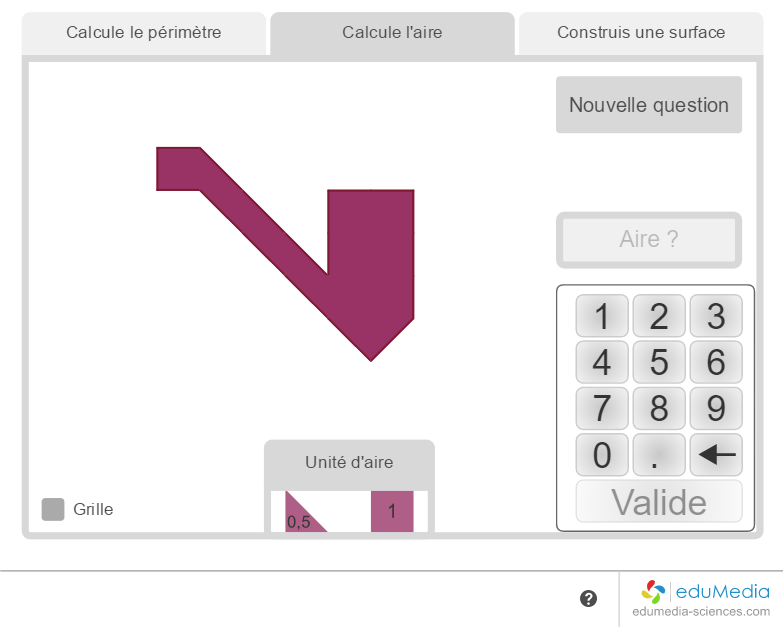 Calcule le périmètre
Calcule l'aire
Construis une surface
Nouvelle question
Aire ?
1 2 3
4 5 6
7 8 9
0 . ←
Valide
Unité d'aire
0,5
1
Grille
?
eduMedia
edumedia-sciences.com